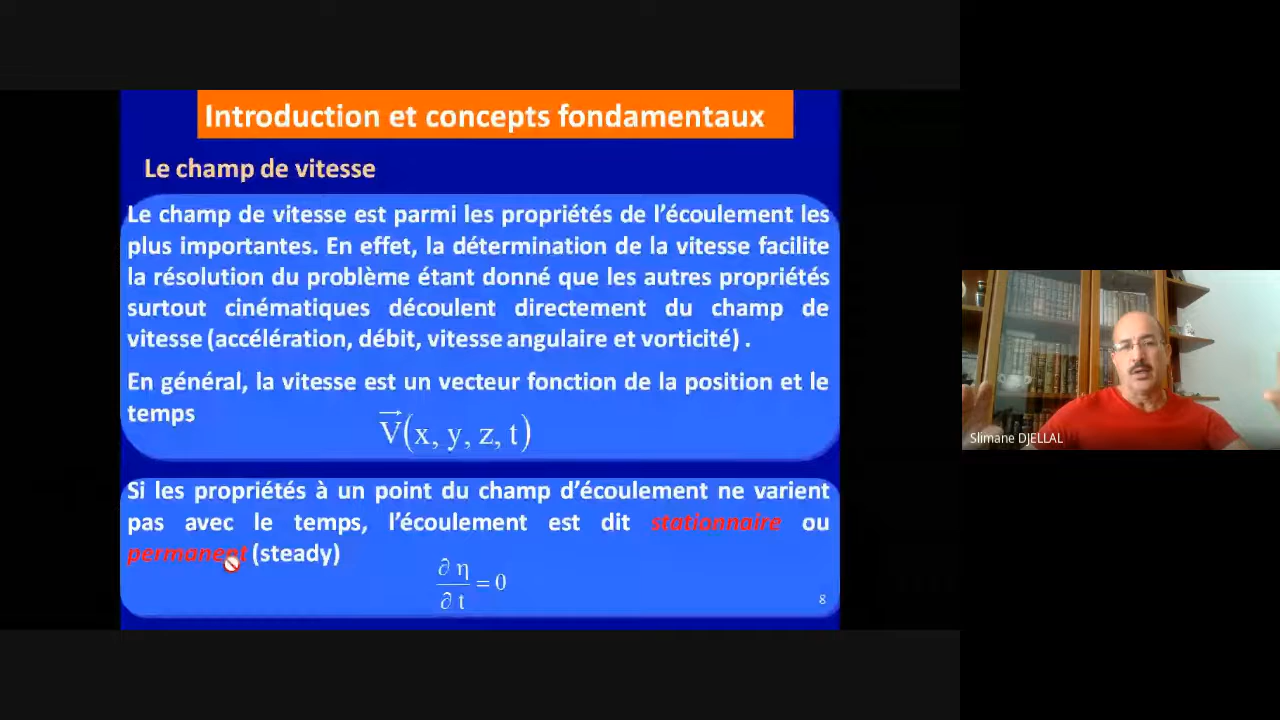 Introduction et concepts fondamentaux
Le champ de vitesse
Le champ de vitesse est parmi les propriétés de l’écoulement les
plus importantes. En effet, la détermination de la vitesse facilite
la résolution du problème étant donné que les autres propriétés
surtout cinématiques découlent directement du champ de
vitesse (accélération, débit, vitesse angulaire et vorticité) .
En général, la vitesse est un vecteur fonction de la position et le
temps
V⃗(x, y, z, t)
Si les propriétés à un point du champ d’écoulement ne varient
pas avec le temps, l’écoulement est dit stationnaire ou
permanent (steady)
∂ η / ∂ t = 0
8
Slimane DJELLAL